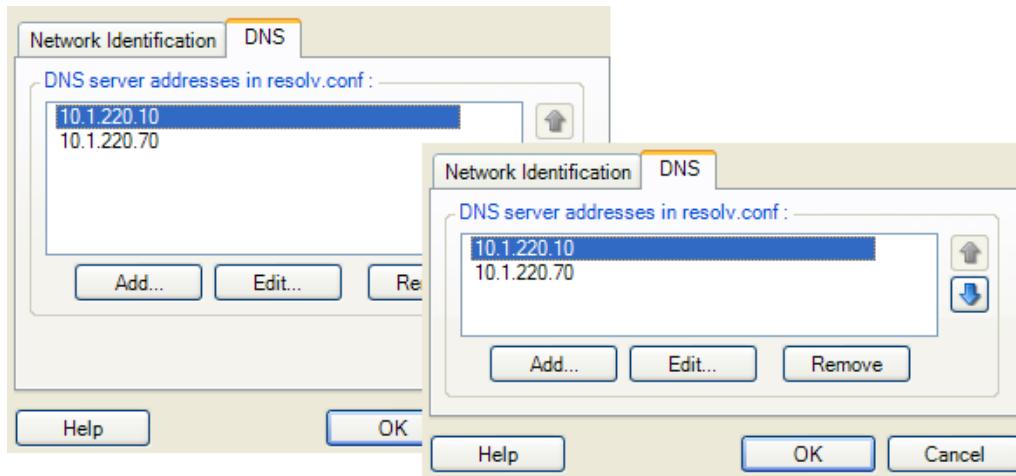 Network Identification
DNS
DNS server addresses in resolv.conf :
10.1.220.10
10.1.220.70
Add...
Edit...
Help
OK
Network Identification
DNS
DNS server addresses in resolv.conf :
10.1.220.10
10.1.220.70
Add...
Edit...
Remove
Help
OK
Cancel